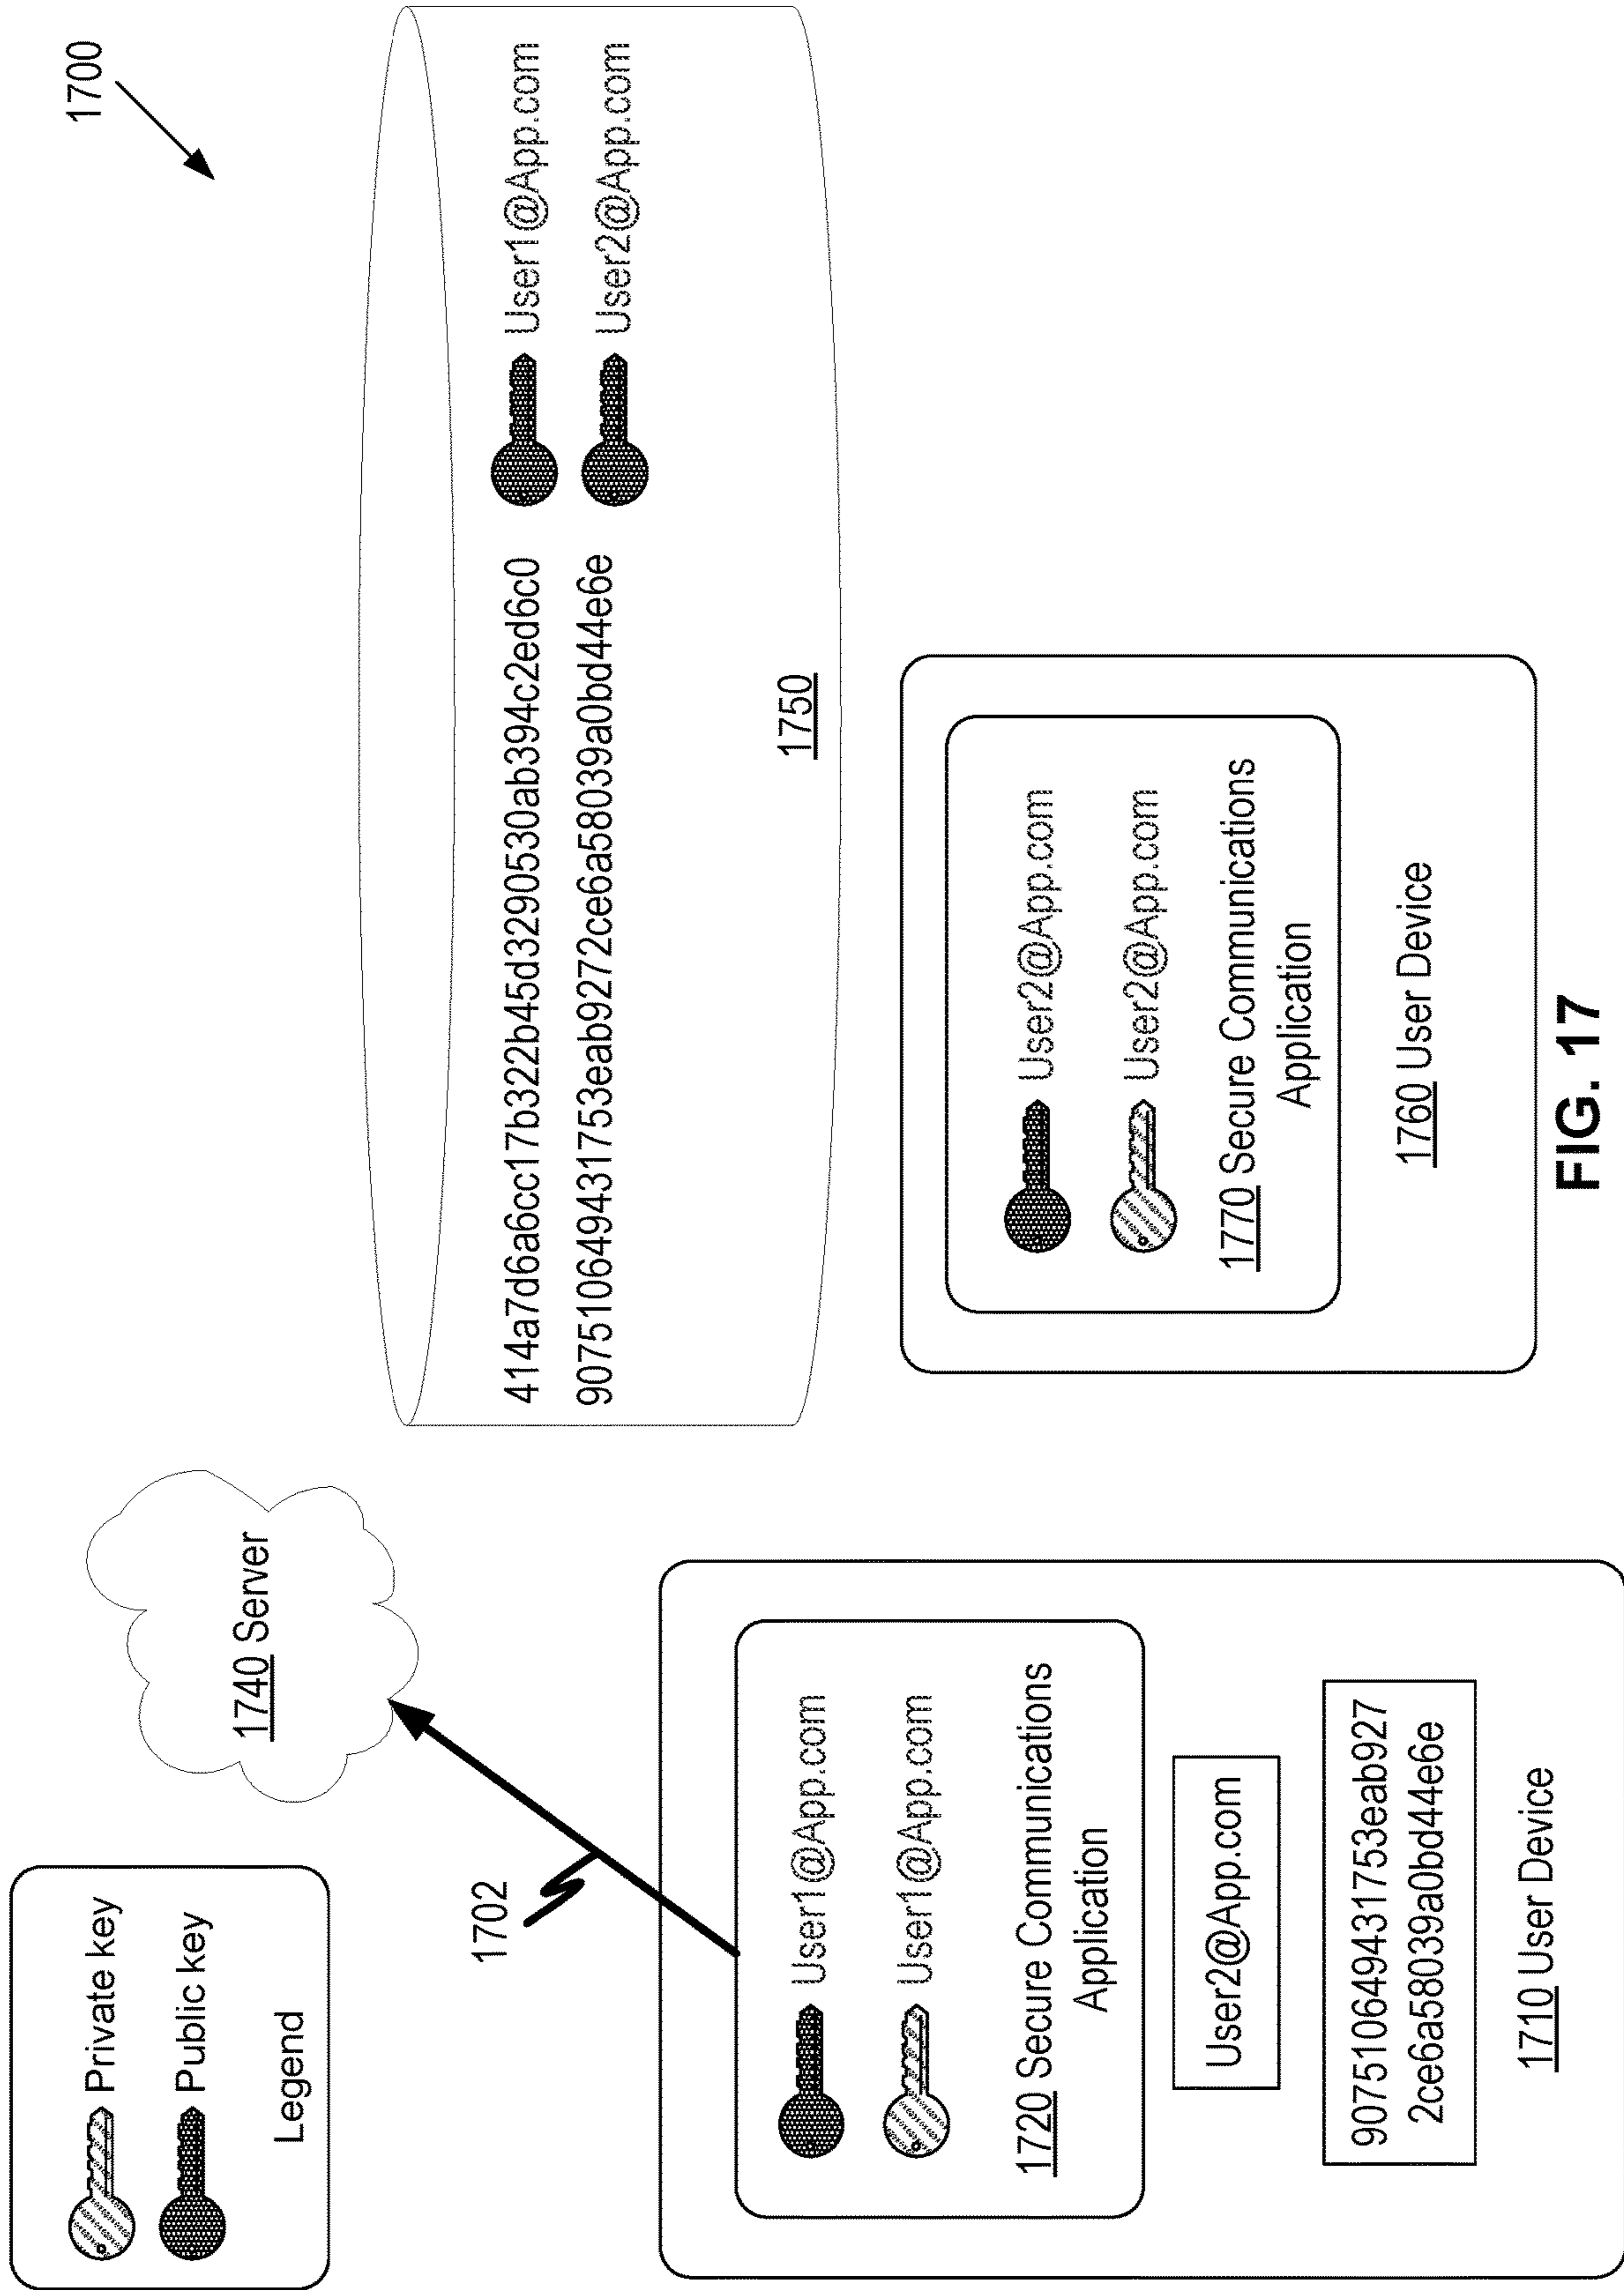 1700
Private key
Public key
Legend
1740 Server
1702
414a7d6a6cc17b322b45d3290530ab394c2ed6c0
User1@App.com
907510649431753eab9272ce6a58039a0bd44e6e
User2@App.com
1750
User1@App.com
User1@App.com
1720 Secure Communications
Application
User2@App.com
907510649431753eab927
2ce6a58039a0bd44e6e
1710 User Device
User2@App.com
User2@App.com
1770 Secure Communications
Application
1760 User Device
FIG. 17